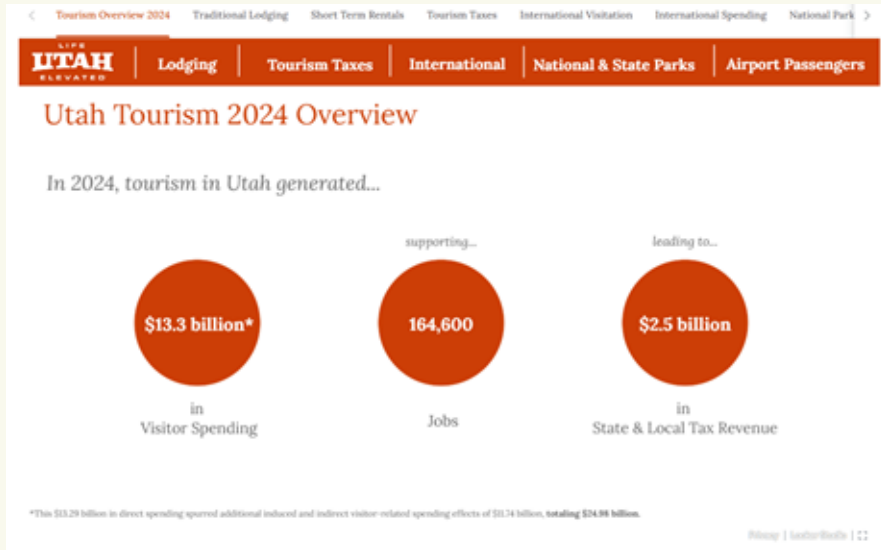 Tourism Overview 2024 Traditional Lodging Short Term Rentals Tourism Taxes International Visitation International Spending National Park
LIFE
UTAH
ELEVATED
Lodging Tourism Taxes International National & State Parks Airport Passengers
Utah Tourism 2024 Overview
In 2024, tourism in Utah generated...
supporting... leading to...
$13.3 billion* 164,600 $2.5 billion
in Jobs in
Visitor Spending State & Local Tax Revenue
*This $13.29 billion in direct spending spurred additional induced and indirect visitor-related spending effects of $11.74 billion, totaling $24.98 billion.
Privacy